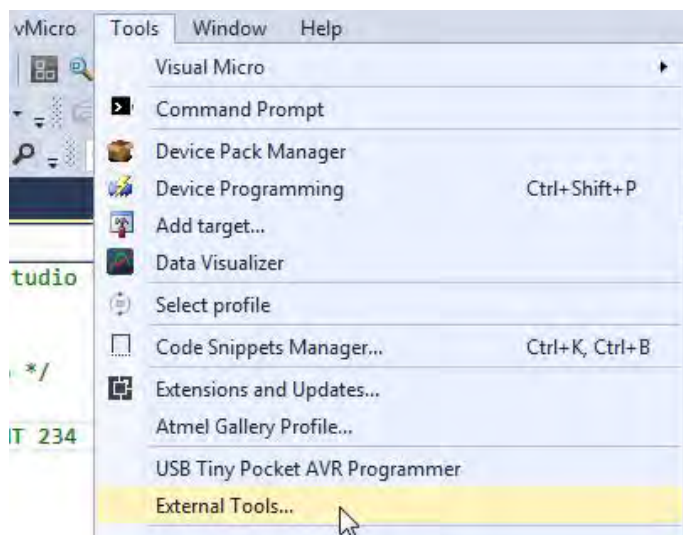 vMicro Tools Window Help
Visual Micro
Command Prompt
Device Pack Manager
Device Programming Ctrl+Shift+P
Add target...
Data Visualizer
tudio
Select profile
Code Snippets Manager... Ctrl+K, Ctrl+B
*/
Extensions and Updates...
Atmel Gallery Profile...
T 234
USB Tiny Pocket AVR Programmer
External Tools...